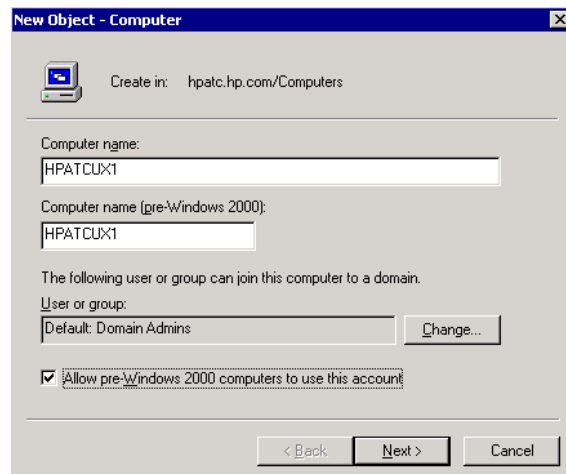 New Object - Computer
Create in: hpatc.hp.com/Computers
Computer name:
HPATCUX1
Computer name (pre-Windows 2000):
HPATCUX1
The following user or group can join this computer to a domain.
User or group:
Default: Domain Admins
Change...
Allow pre-Windows 2000 computers to use this account
< Back Next > Cancel